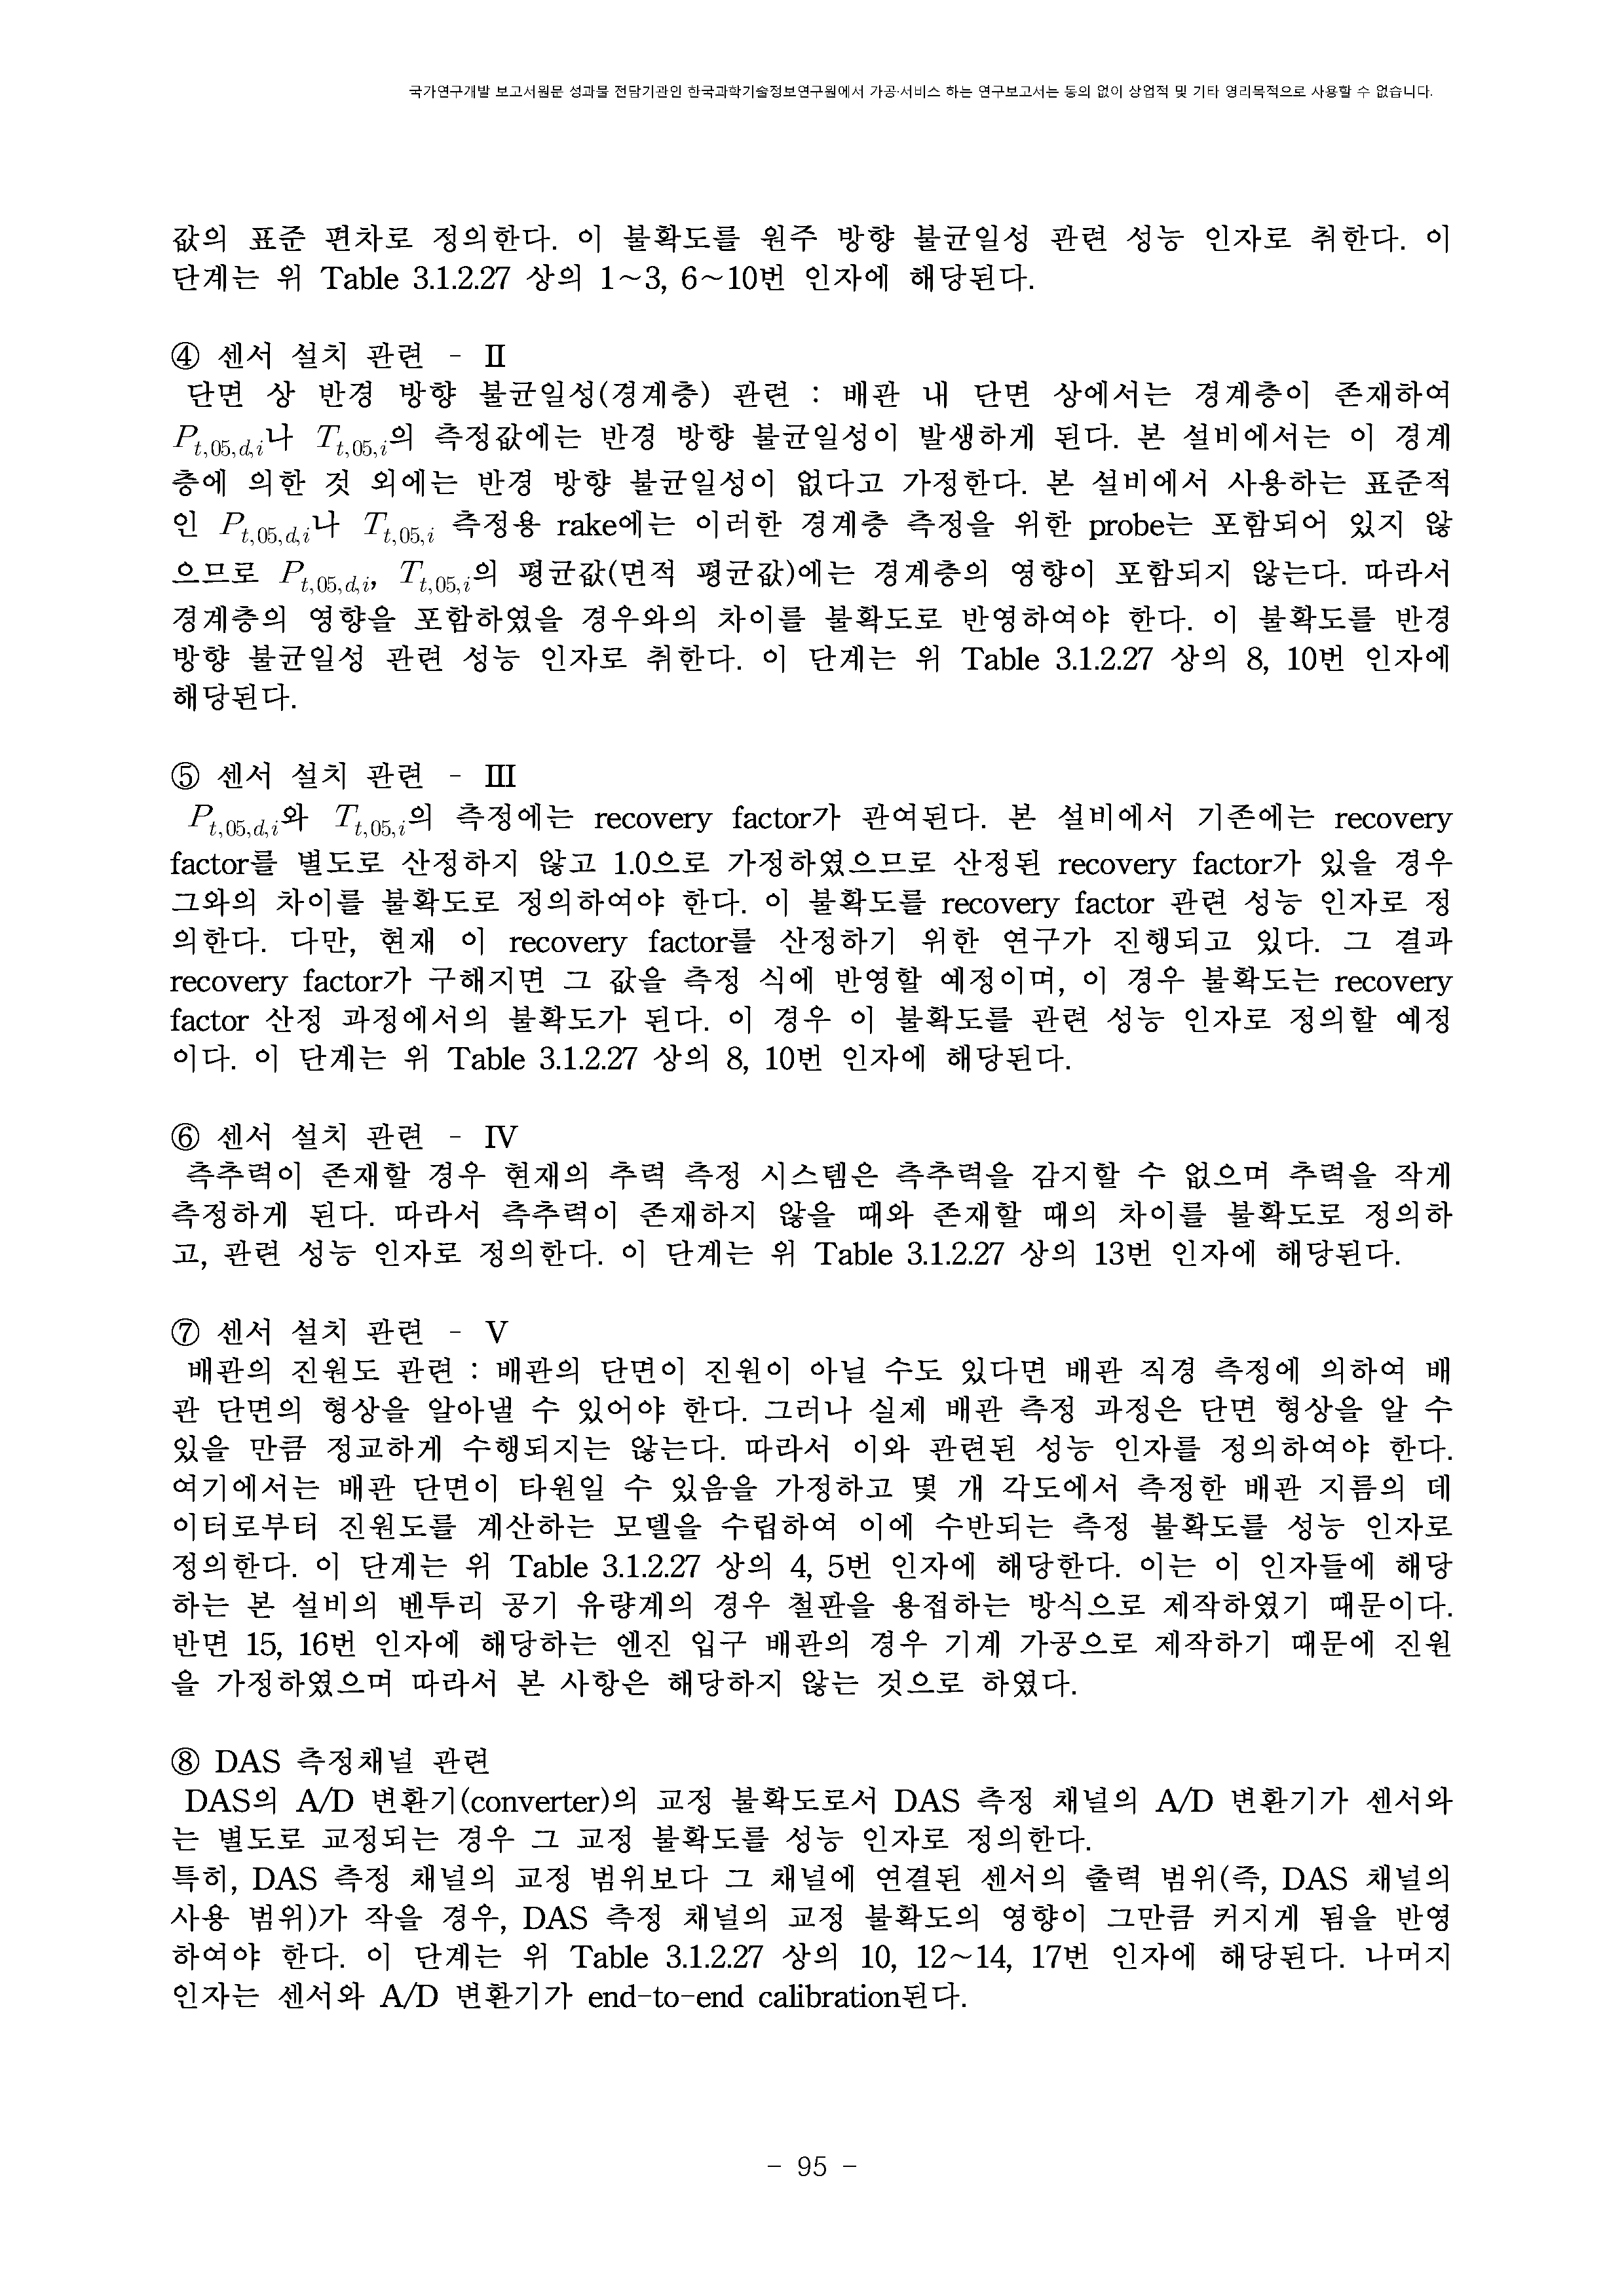 국가연구개발 보고서원문 성과물 전담기관인 한국과학기술정보연구원에서 가공·서비스 하는 연구보고서는 동의 없이 상업적 및 기타 영리목적으로 사용할 수 없습니다.
값의 표준 편차로 정의한다. 이 불확도를 원주 방향 불균일성 관련 성능 인자로 취한다. 이
단계는 위 Table 3.1.2.27 상의 1~3, 6~10번 인자에 해당된다.
④ 센서 설치 관련 - Ⅱ
단면 상 반경 방향 불균일성(경계층) 관련 : 배관 내 단면 상에서는 경계층이 존재하여
$P_{t,05,d,i}$나 $T_{t,05,i}$의 측정값에는 반경 방향 불균일성이 발생하게 된다. 본 설비에서는 이 경계
층에 의한 것 외에는 반경 방향 불균일성이 없다고 가정한다. 본 설비에서 사용하는 표준적
인 $P_{t,05,d,i}$나 $T_{t,05,i}$ 측정용 rake에는 이러한 경계층 측정을 위한 probe는 포함되어 있지 않
으므로 $P_{t,05,d,i}$, $T_{t,05,i}$의 평균값(면적 평균값)에는 경계층의 영향이 포함되지 않는다. 따라서
경계층의 영향을 포함하였을 경우와의 차이를 불확도로 반영하여야 한다. 이 불확도를 반경
방향 불균일성 관련 성능 인자로 취한다. 이 단계는 위 Table 3.1.2.27 상의 8, 10번 인자에
해당된다.
⑤ 센서 설치 관련 - Ⅲ
$P_{t,05,d,i}$와 $T_{t,05,i}$의 측정에는 recovery factor가 관여된다. 본 설비에서 기존에는 recovery
factor를 별도로 산정하지 않고 1.0으로 가정하였으므로 산정된 recovery factor가 있을 경우
그와의 차이를 불확도로 정의하여야 한다. 이 불확도를 recovery factor 관련 성능 인자로 정
의한다. 다만, 현재 이 recovery factor를 산정하기 위한 연구가 진행되고 있다. 그 결과
recovery factor가 구해지면 그 값을 측정 식에 반영할 예정이며, 이 경우 불확도는 recovery
factor 산정 과정에서의 불확도가 된다. 이 경우 이 불확도를 관련 성능 인자로 정의할 예정
이다. 이 단계는 위 Table 3.1.2.27 상의 8, 10번 인자에 해당된다.
⑥ 센서 설치 관련 - Ⅳ
측추력이 존재할 경우 현재의 추력 측정 시스템은 측추력을 감지할 수 없으며 추력을 작게
측정하게 된다. 따라서 측추력이 존재하지 않을 때와 존재할 때의 차이를 불확도로 정의하
고, 관련 성능 인자로 정의한다. 이 단계는 위 Table 3.1.2.27 상의 13번 인자에 해당된다.
⑦ 센서 설치 관련 - Ⅴ
배관의 진원도 관련 : 배관의 단면이 진원이 아닐 수도 있다면 배관 직경 측정에 의하여 배
관 단면의 형상을 알아낼 수 있어야 한다. 그러나 실제 배관 측정 과정은 단면 형상을 알 수
있을 만큼 정교하게 수행되지는 않는다. 따라서 이와 관련된 성능 인자를 정의하여야 한다.
여기에서는 배관 단면이 타원일 수 있음을 가정하고 몇 개 각도에서 측정한 배관 지름의 데
이터로부터 진원도를 계산하는 모델을 수립하여 이에 수반되는 측정 불확도를 성능 인자로
정의한다. 이 단계는 위 Table 3.1.2.27 상의 4, 5번 인자에 해당한다. 이는 이 인자들에 해당
하는 본 설비의 벤투리 공기 유량계의 경우 철판을 용접하는 방식으로 제작하였기 때문이다.
반면 15, 16번 인자에 해당하는 엔진 입구 배관의 경우 기계 가공으로 제작하기 때문에 진원
을 가정하였으며 따라서 본 사항은 해당하지 않는 것으로 하였다.
⑧ DAS 측정채널 관련
DAS의 A/D 변환기(converter)의 교정 불확도로서 DAS 측정 채널의 A/D 변환기가 센서와
는 별도로 교정되는 경우 그 교정 불확도를 성능 인자로 정의한다.
특히, DAS 측정 채널의 교정 범위보다 그 채널에 연결된 센서의 출력 범위(즉, DAS 채널의
사용 범위)가 작을 경우, DAS 측정 채널의 교정 불확도의 영향이 그만큼 커지게 됨을 반영
하여야 한다. 이 단계는 위 Table 3.1.2.27 상의 10, 12~14, 17번 인자에 해당된다. 나머지
인자는 센서와 A/D 변환기가 end-to-end calibration된다.
- 95 -